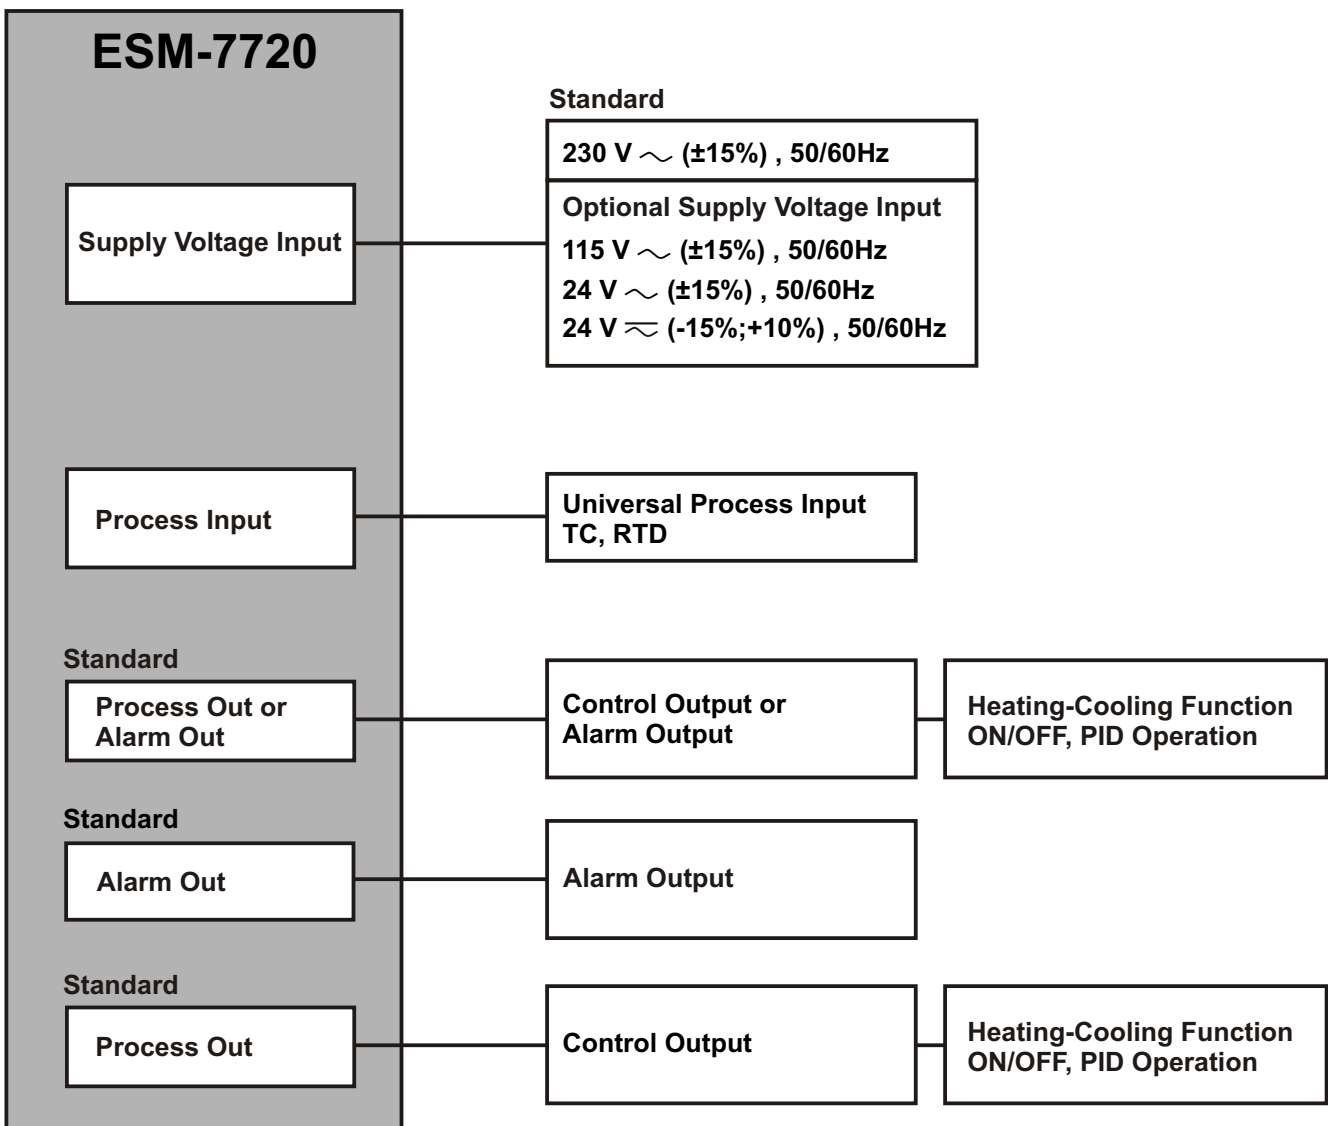 ESM-7720
Standard
230 V ～ (±15%) , 50/60Hz
Supply Voltage Input
Optional Supply Voltage Input
115 V ～ (±15%) , 50/60Hz
24 V ～ (±15%) , 50/60Hz
24 V ⏦ (-15%;+10%) , 50/60Hz
Process Input
Universal Process Input
TC, RTD
Standard
Process Out or
Alarm Out
Control Output or
Alarm Output
Heating-Cooling Function
ON/OFF, PID Operation
Standard
Alarm Out
Alarm Output
Standard
Process Out
Control Output
Heating-Cooling Function
ON/OFF, PID Operation